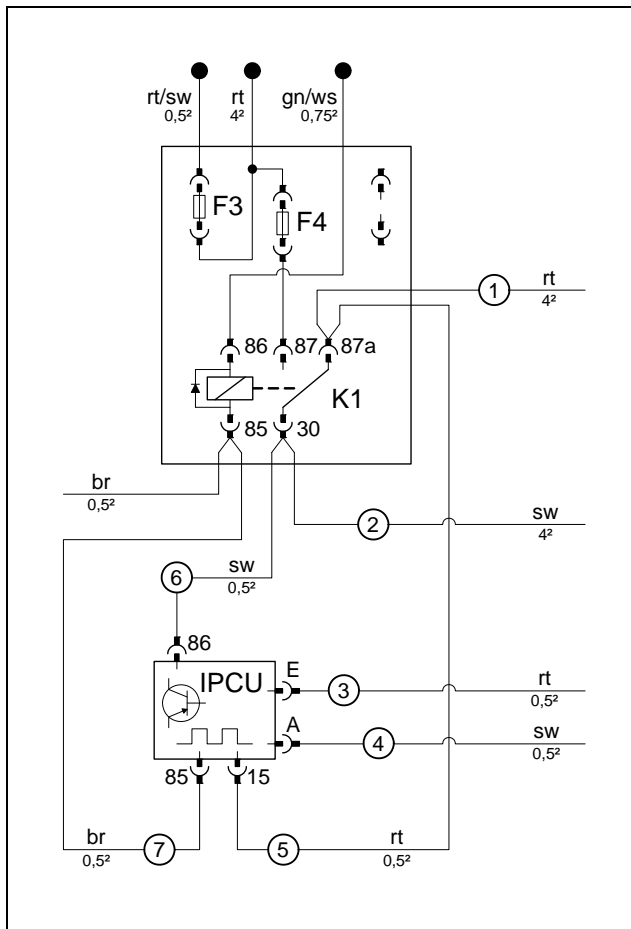 rt/sw rt gn/ws
0,5² 4² 0,75²
F3
F4
1 rt
4²
86 87 87a
K1
85 30
br
0,5²
2 sw
4²
6 sw
0,5²
86
IPCU E 3 rt
0,5²
A 4 sw
0,5²
85 15
br 7 5 rt
0,5² 0,5²